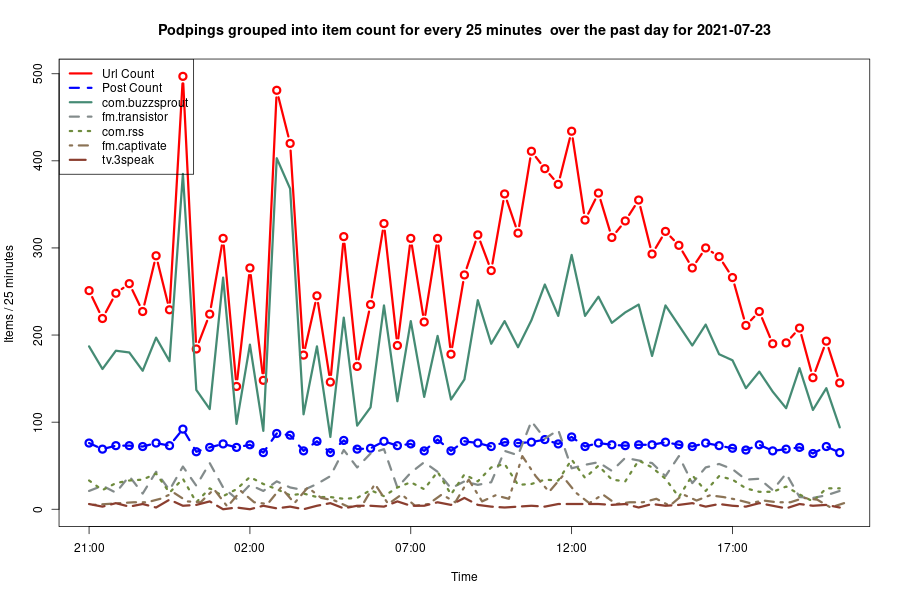 Podpings grouped into item count for every 25 minutes  over the past day for 2021-07-23
Items / 25 minutes
500
400
300
200
100
0
Url Count
Post Count
com.buzzsprout
fm.transistor
com.rss
fm.captivate
tv.3speak
21:00 02:00 07:00 12:00 17:00
Time